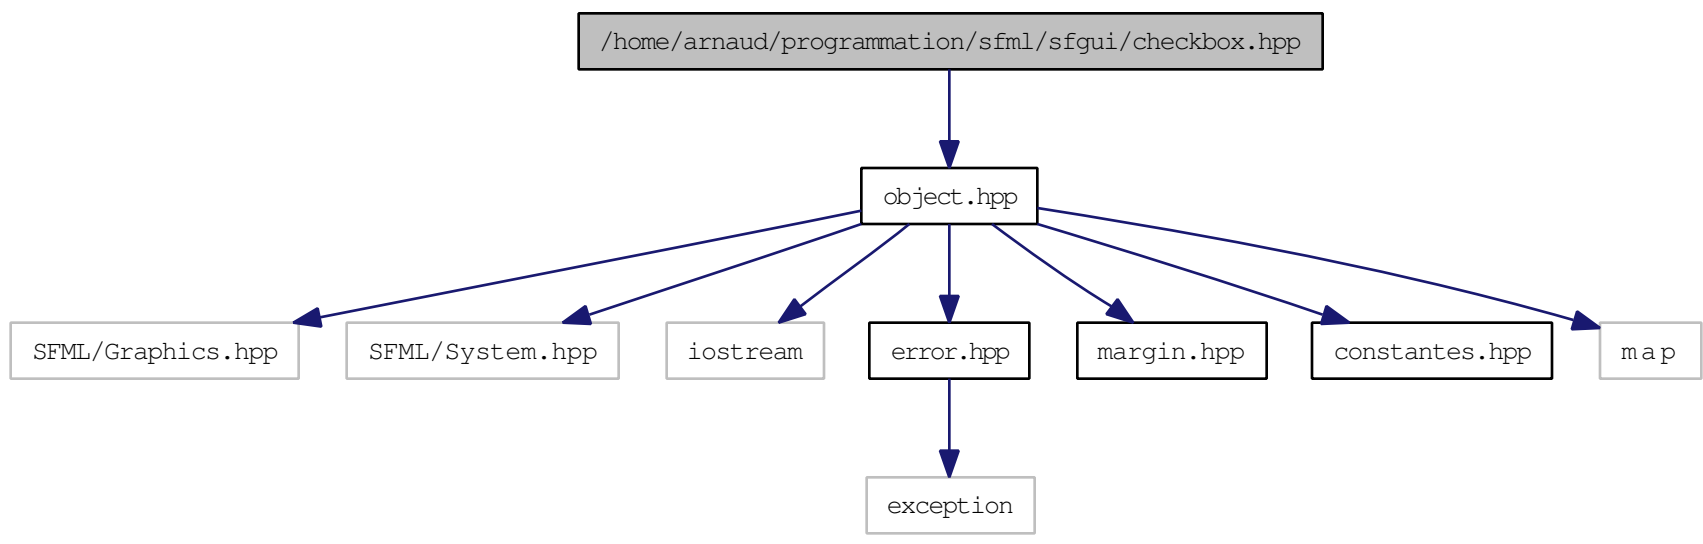 /home/arnaud/programmation/sfml/sfgui/checkbox.hpp
object.hpp
SFML/Graphics.hpp
SFML/System.hpp
iostream
error.hpp
margin.hpp
constantes.hpp
map
exception